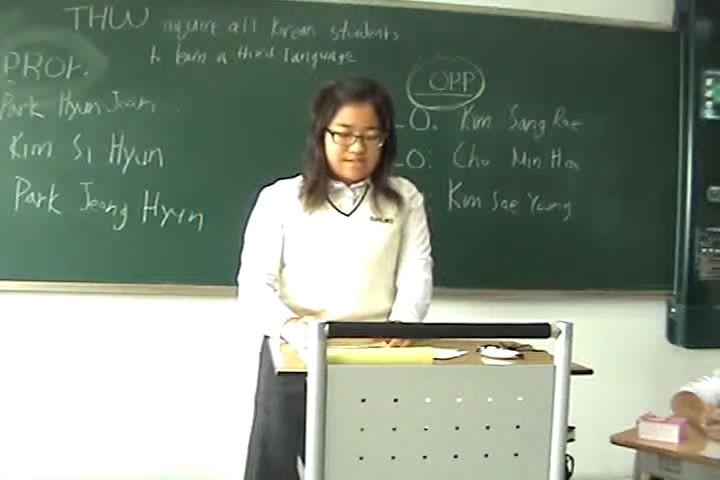 THW require all Korean students
to learn a third language
PROP.
OPP
Park Hyun Joon
L.O. Kim Sang Rae
Kim Si Hyun
L.O: Cho Min Hea
Park Jeong Hyun
Kim Sae Young